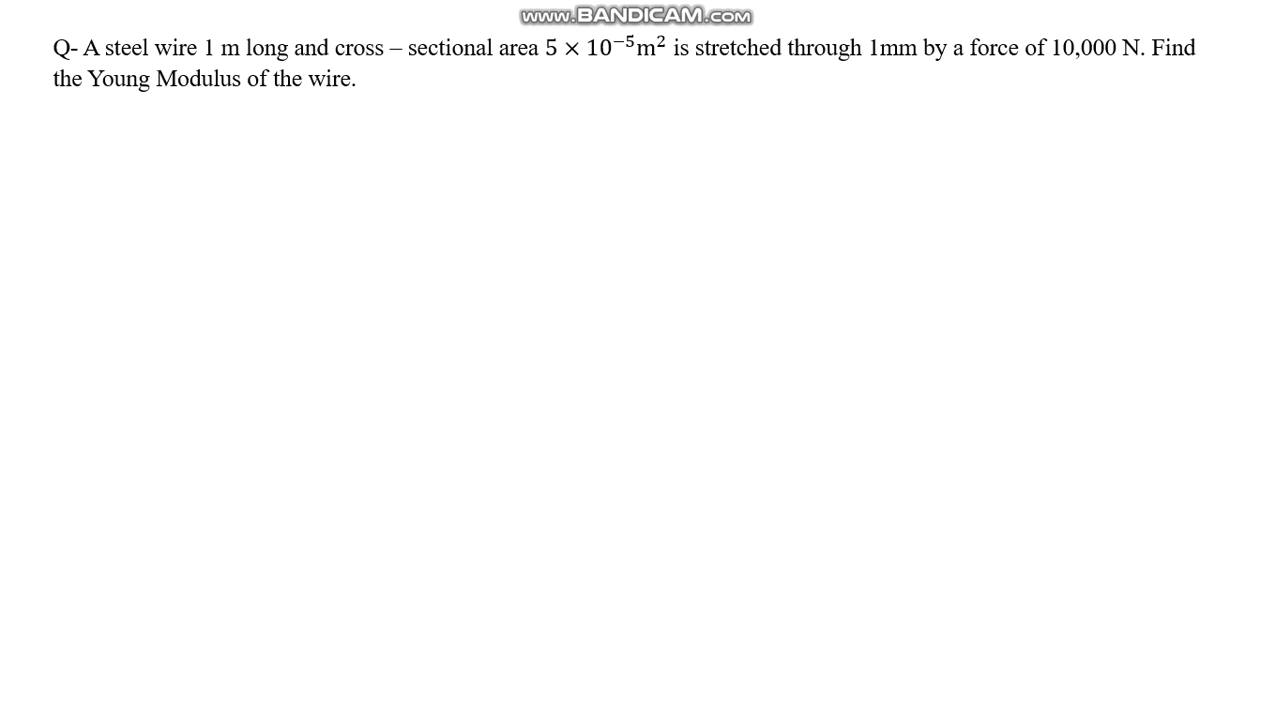 www.BANDICAM.com
Q- A steel wire 1 m long and cross – sectional area 5 × 10⁻⁵m² is stretched through 1mm by a force of 10,000 N. Find
the Young Modulus of the wire.